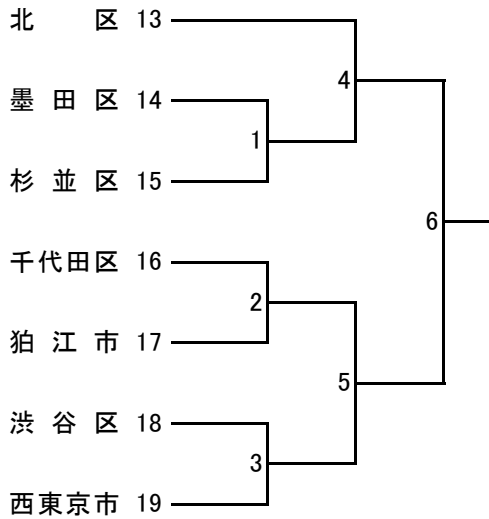 北区 13
4
墨田区 14
1
杉並区 15
6
千代田区 16
2
狛江市 17
5
渋谷区 18
3
西東京市 19